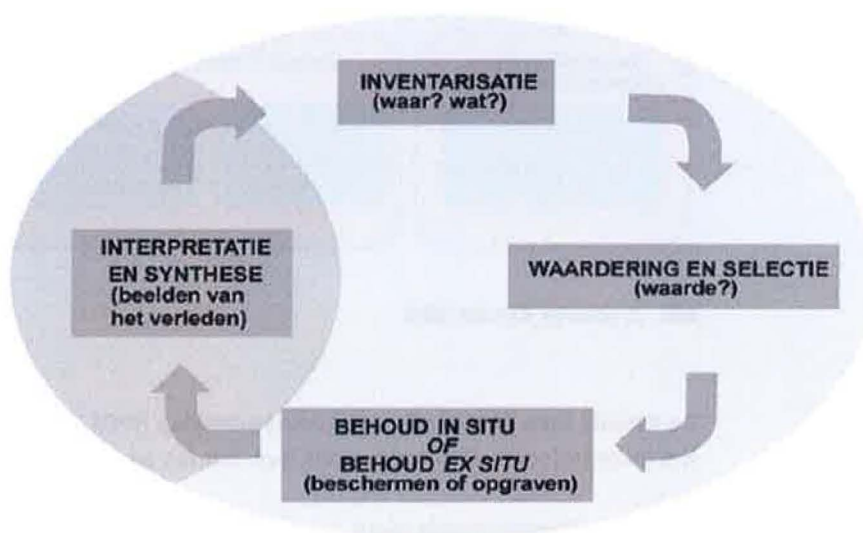 INVENTARISATIE
(waar? wat?)
WAARDERING EN SELECTIE
(waarde?)
BEHOUD IN SITU
OF
BEHOUD EX SITU
(beschermen of opgraven)
INTERPRETATIE
EN SYNTHESE
(beelden van
het verleden)